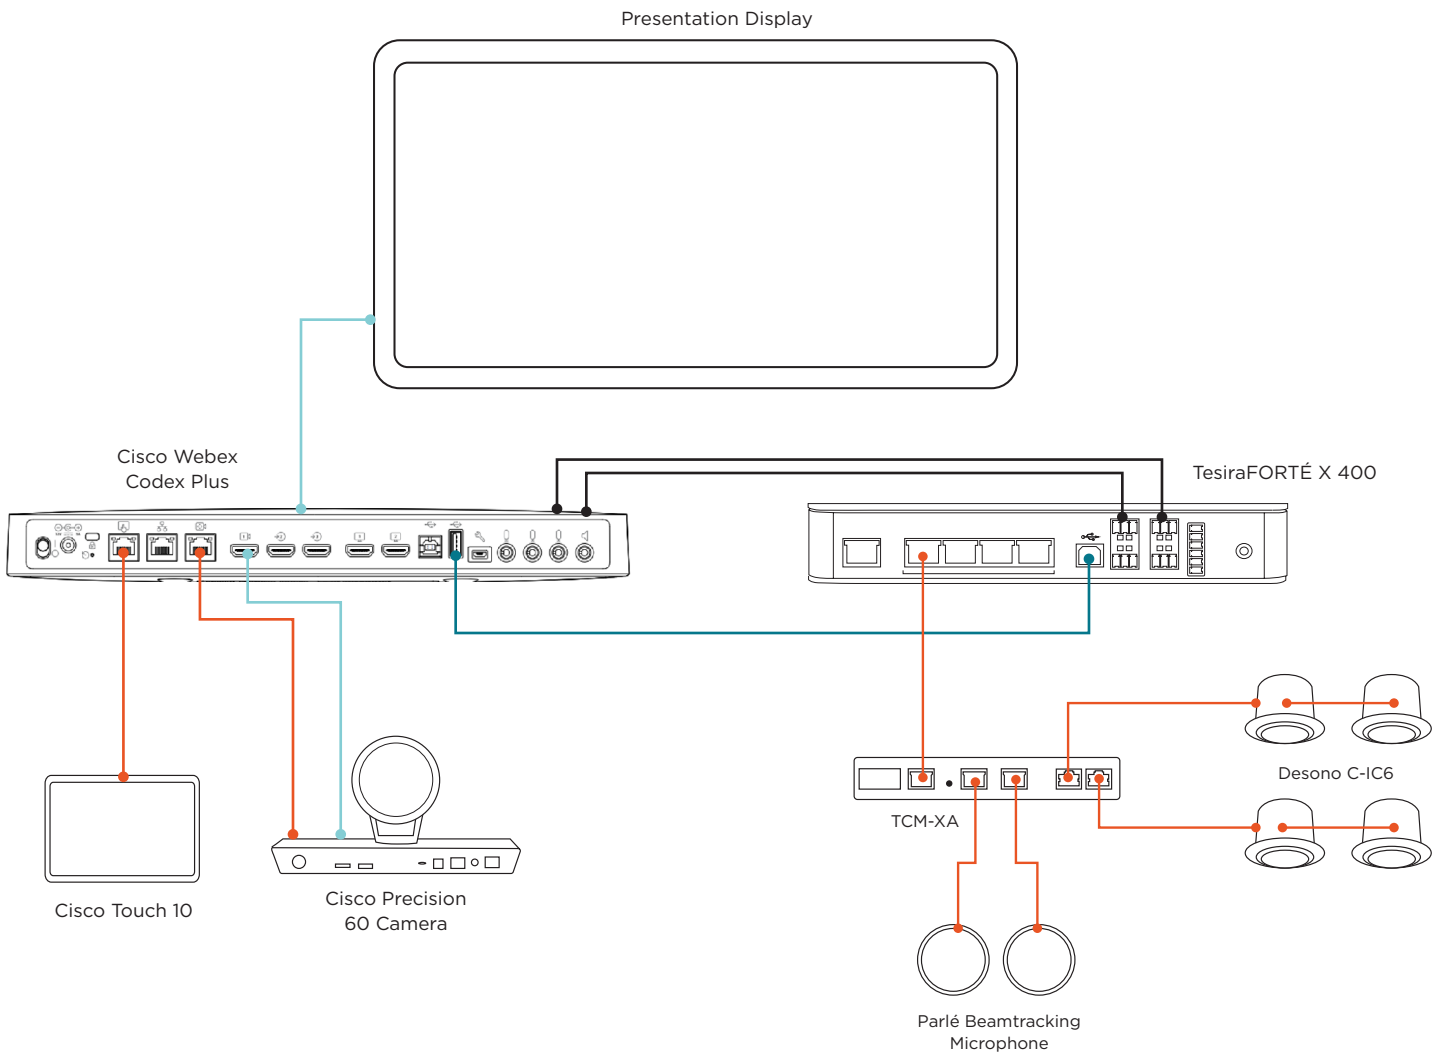 Presentation Display
Cisco Webex
Codex Plus
TesiraFORTÉ X 400
Desono C-IC6
TCM-XA
Cisco Touch 10
Cisco Precision
60 Camera
Parlé Beamtracking
Microphone